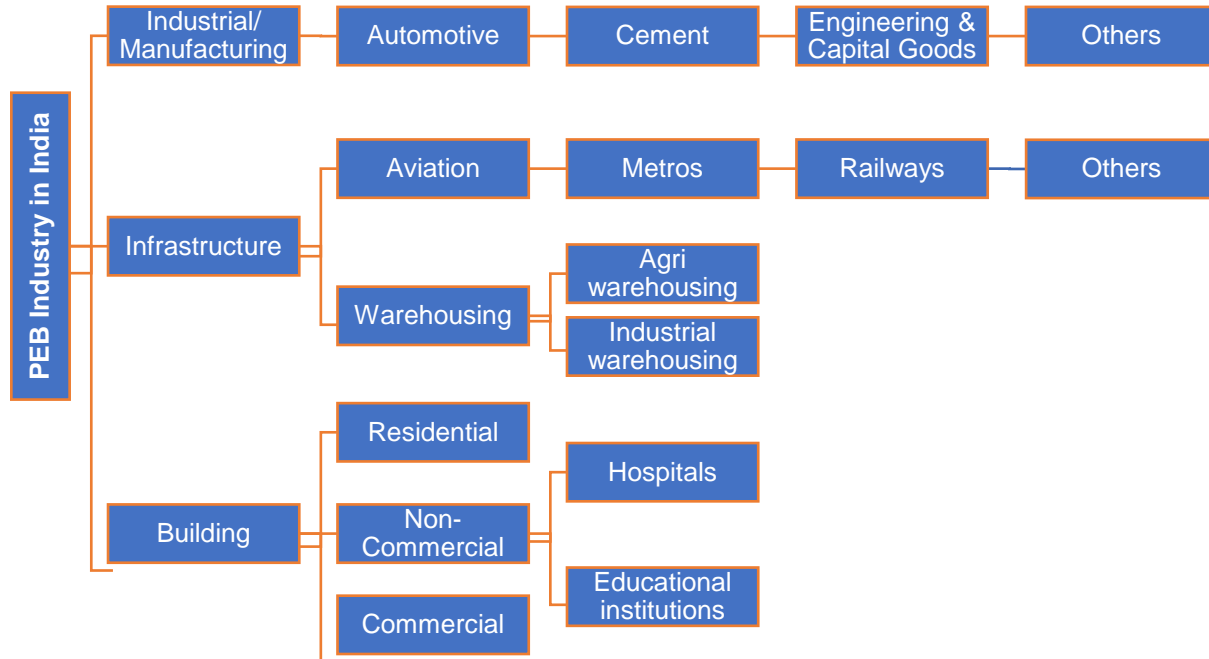 PEB Industry in India
Industrial/
Manufacturing
Automotive
Cement
Engineering &
Capital Goods
Others
Infrastructure
Aviation
Metros
Railways
Others
Warehousing
Agri
warehousing
Industrial
warehousing
Building
Residential
Non-
Commercial
Hospitals
Educational
institutions
Commercial